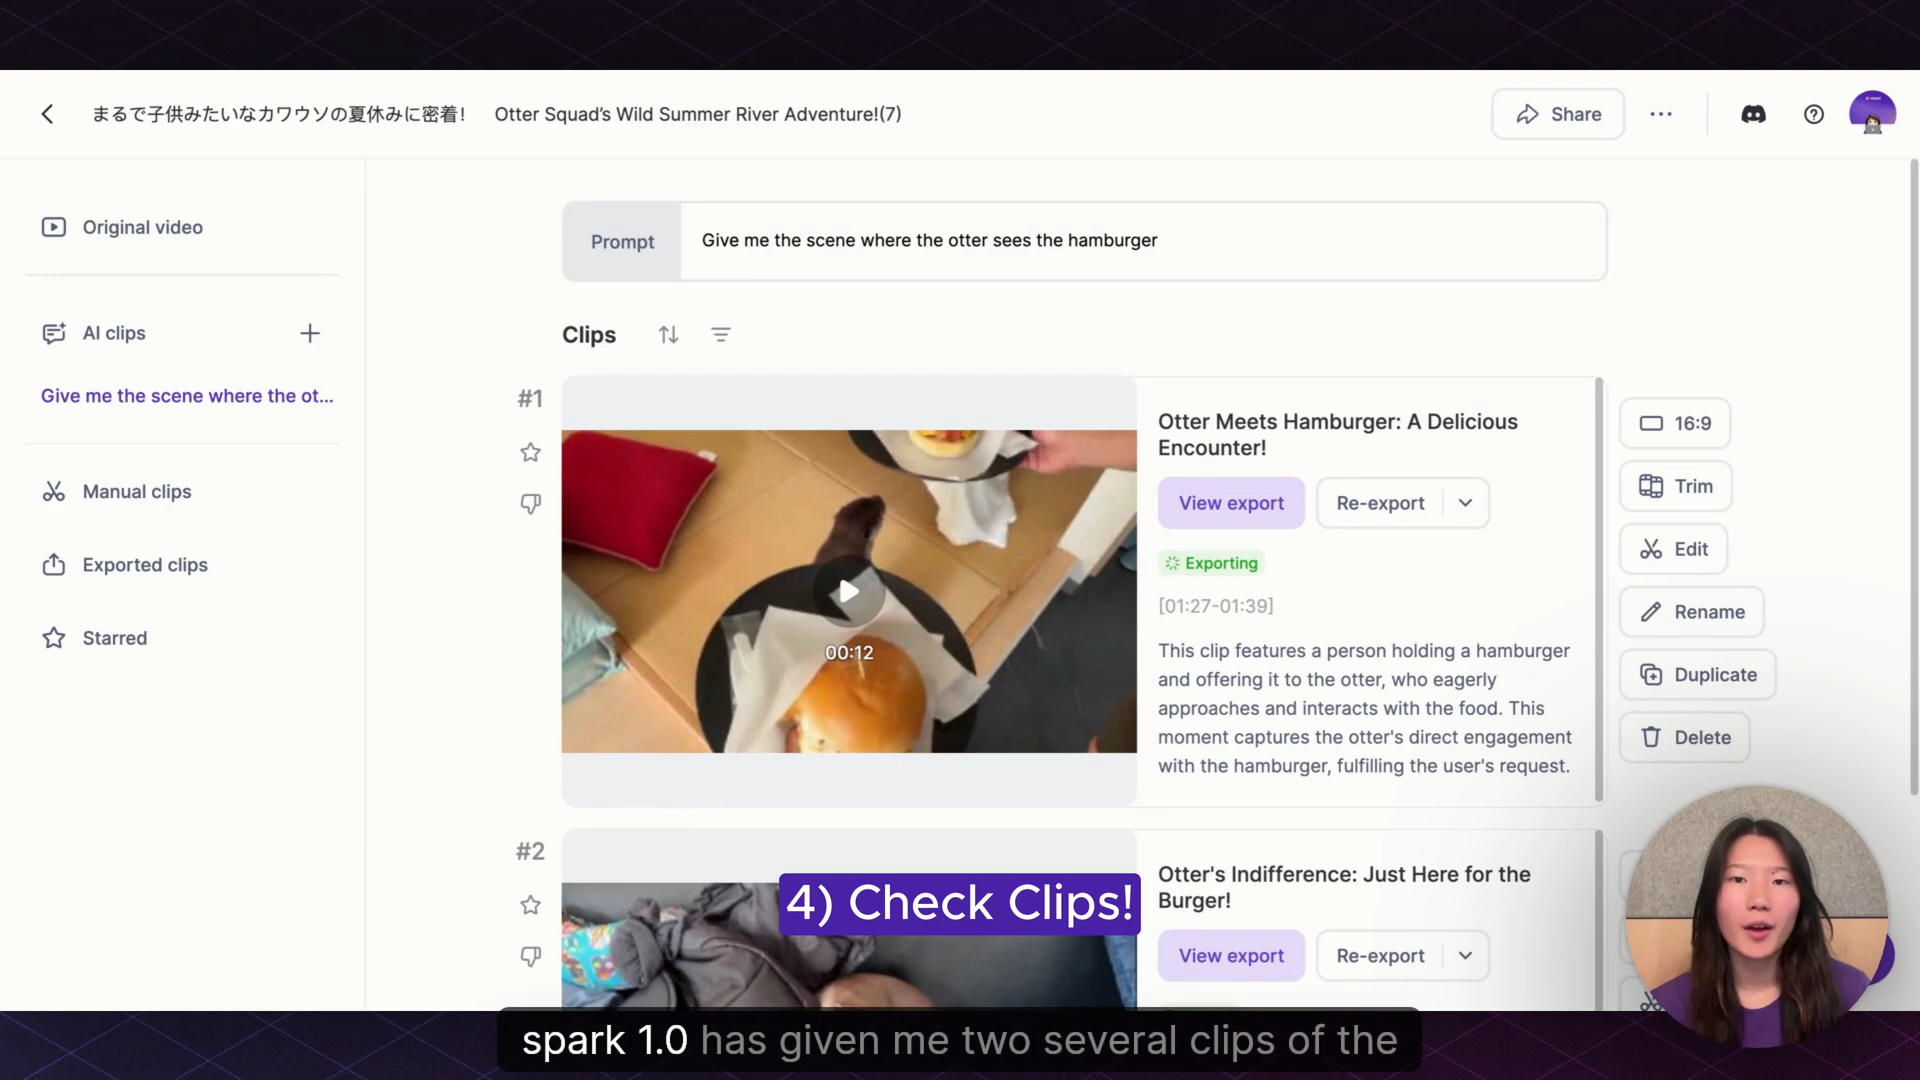 まるで子供みたいなカワウソの夏休みに密着! Otter Squad's Wild Summer River Adventure!(7)
Share
Original video
AI clips
Give me the scene where the ot...
Manual clips
Exported clips
Starred
Prompt
Give me the scene where the otter sees the hamburger
Clips
#1
00:12
Otter Meets Hamburger: A Delicious
Encounter!
View export
Re-export
Exporting
[01:27-01:39]
This clip features a person holding a hamburger
and offering it to the otter, who eagerly
approaches and interacts with the food. This
moment captures the otter's direct engagement
with the hamburger, fulfilling the user's request.
16:9
Trim
Edit
Rename
Duplicate
Delete
#2
4) Check Clips!
Otter's Indifference: Just Here for the
Burger!
View export
Re-export
spark 1.0 has given me two several clips of the